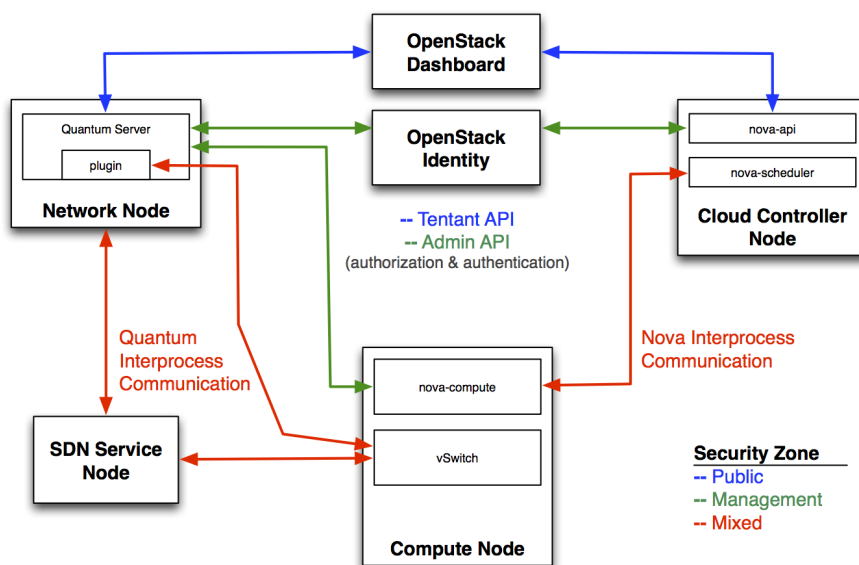 OpenStack
Dashboard
Quantum Server
plugin
Network Node
OpenStack
Identity
nova-api
nova-scheduler
Cloud Controller
Node
-- Tentant API
-- Admin API
(authorization & authentication)
Quantum
Interprocess
Communication
Nova Interprocess
Communication
nova-compute
vSwitch
Compute Node
SDN Service
Node
Security Zone
-- Public
-- Management
-- Mixed